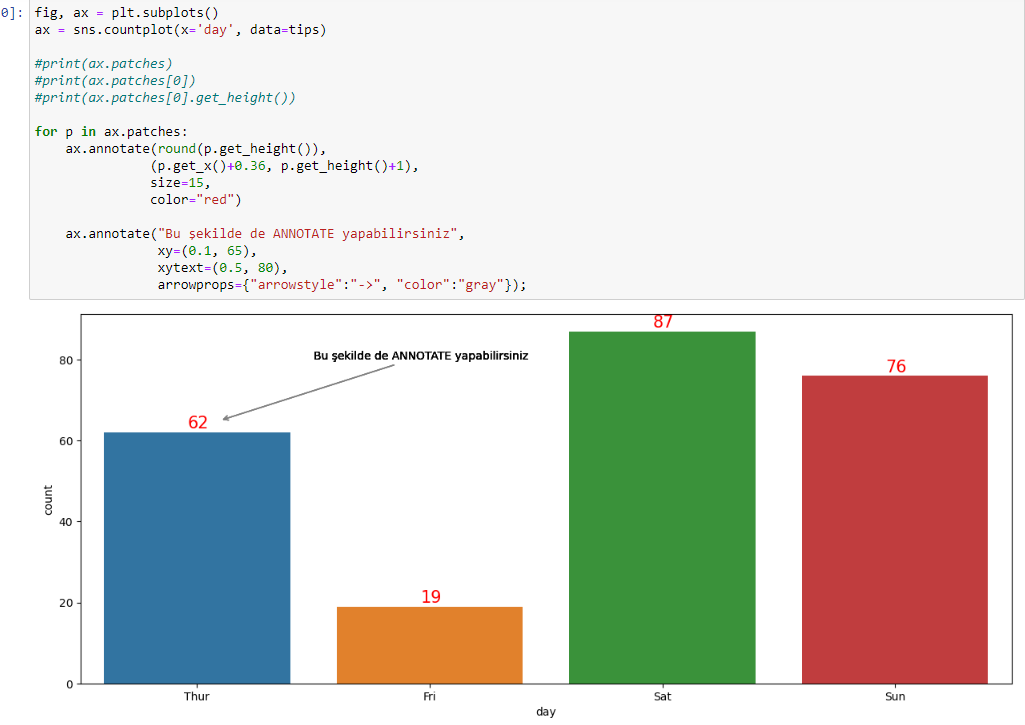 0]: fig, ax = plt.subplots()
ax = sns.countplot(x='day', data=tips)
#print(ax.patches)
#print(ax.patches[0])
#print(ax.patches[0].get_height())
for p in ax.patches:
    ax.annotate(round(p.get_height()),
               (p.get_x()+0.36, p.get_height()+1),
               size=15,
               color="red")
    ax.annotate("Bu şekilde de ANNOTATE yapabilirsiniz",
                xy=(0.1, 65),
                xytext=(0.5, 80),
                arrowprops={"arrowstyle":"->", "color":"gray"});
87
80
Bu şekilde de ANNOTATE yapabilirsiniz
76
62
60
count
40
19
20
0
Thur Fri Sat Sun
day